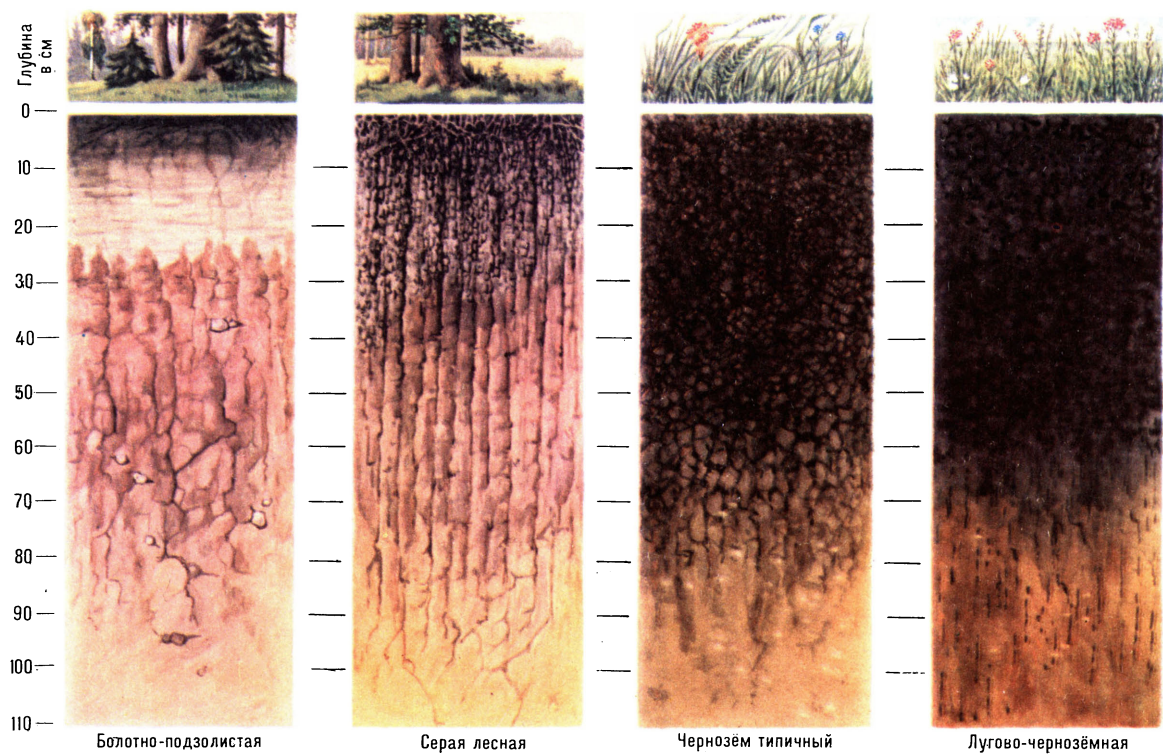 Глубина
в см
0
10
20
30
40
50
60
70
80
90
100
110
Болотно-подзолистая
Серая лесная
Чернозём типичный
Лугово-чернозёмная